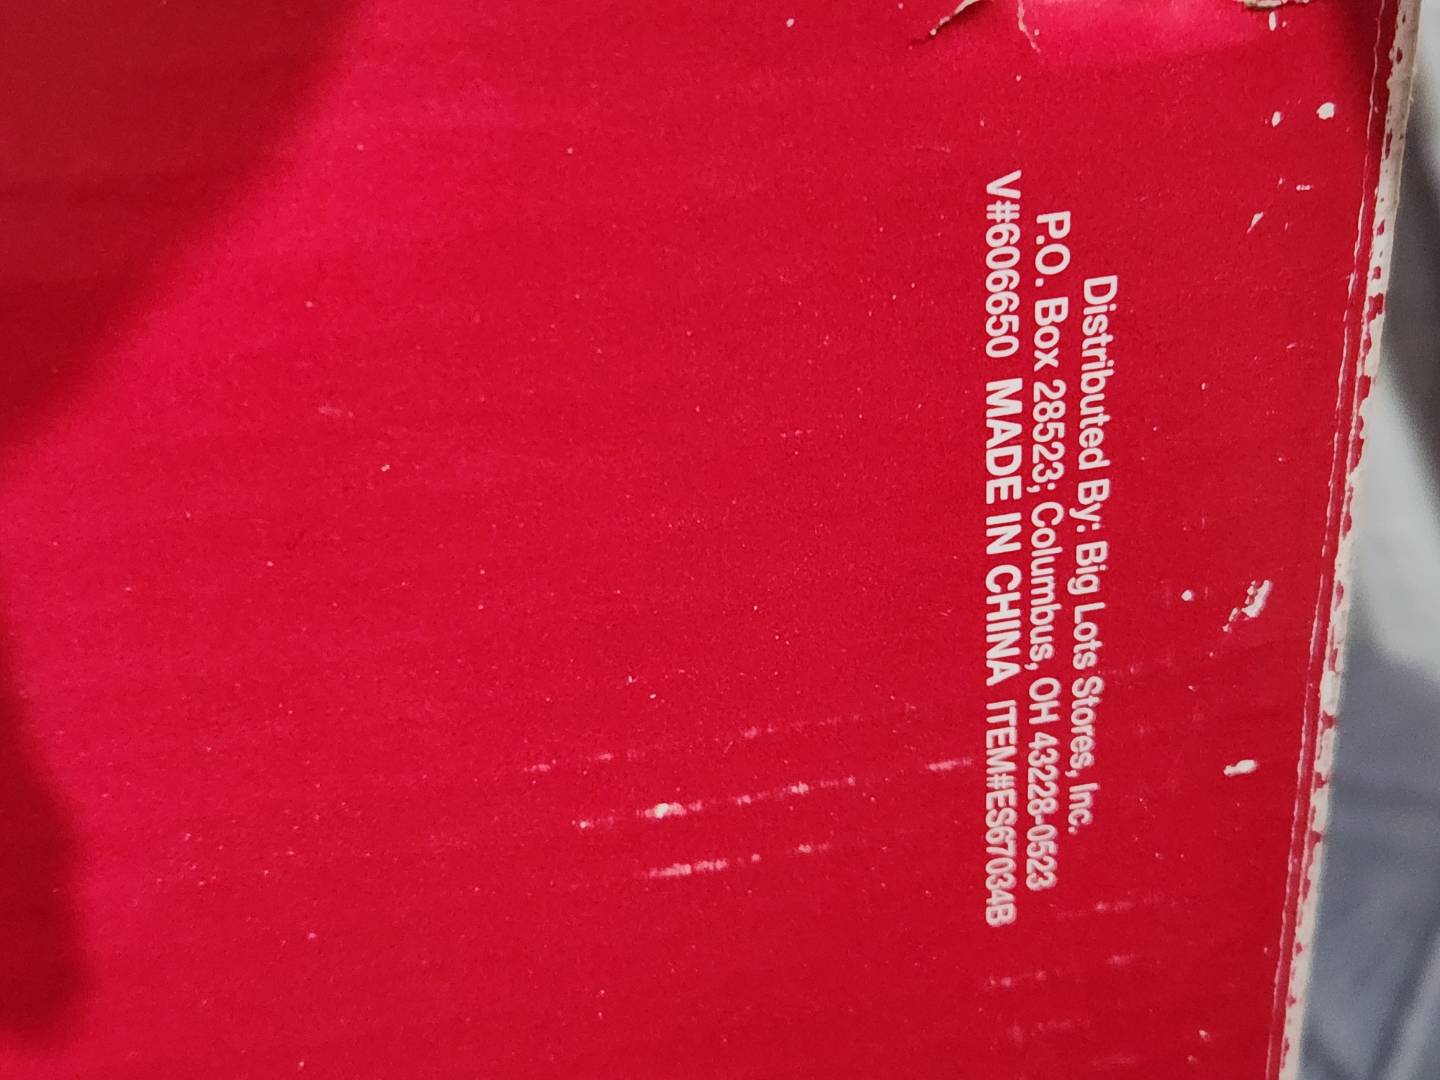 Distributed By: Big Lots Stores, Inc.
P.O. Box 28523; Columbus, OH 43228-0523
V#606650 MADE IN CHINA ITEM#ES67034B